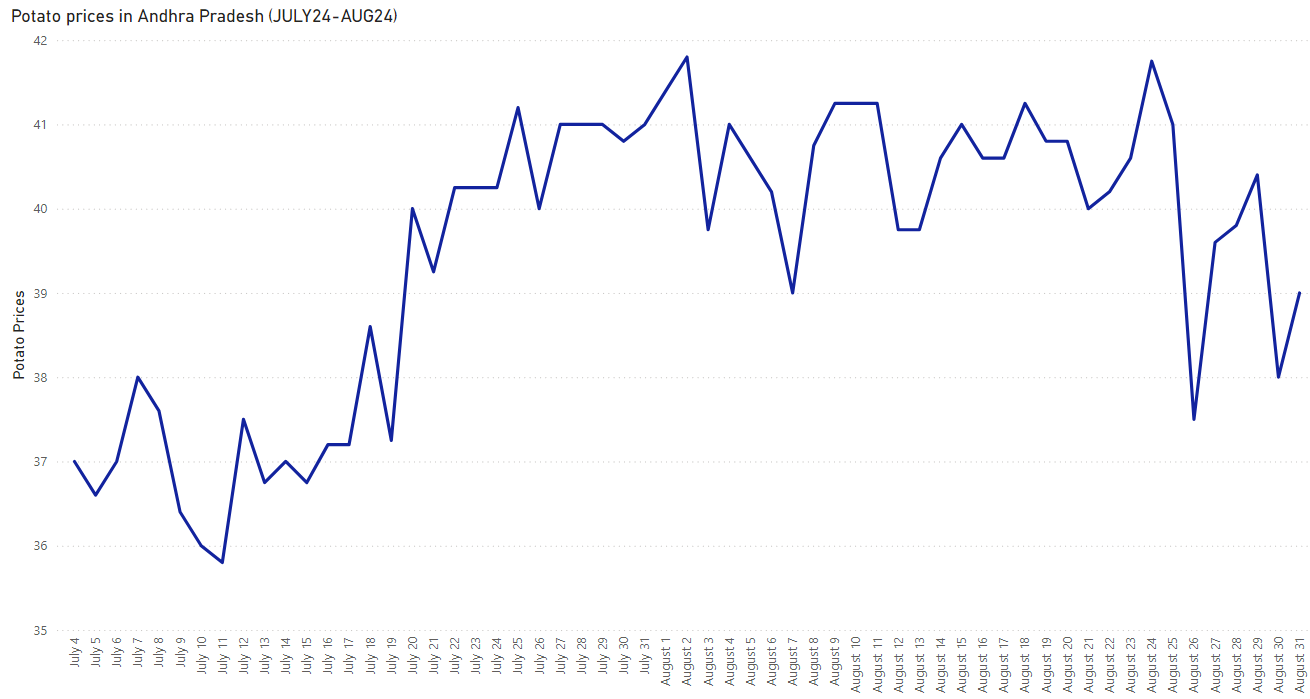 Potato prices in Andhra Pradesh (JULY24-AUG24)
Potato Prices
42
41
40
39
38
37
36
35
July 4
July 5
July 6
July 7
July 8
July 9
July 10
July 11
July 12
July 13
July 14
July 15
July 16
July 17
July 18
July 19
July 20
July 21
July 22
July 23
July 24
July 25
July 26
July 27
July 28
July 29
July 30
July 31
August 1
August 2
August 3
August 4
August 5
August 6
August 7
August 8
August 9
August 10
August 11
August 12
August 13
August 14
August 15
August 16
August 17
August 18
August 19
August 20
August 21
August 22
August 23
August 24
August 25
August 26
August 27
August 28
August 29
August 30
August 31